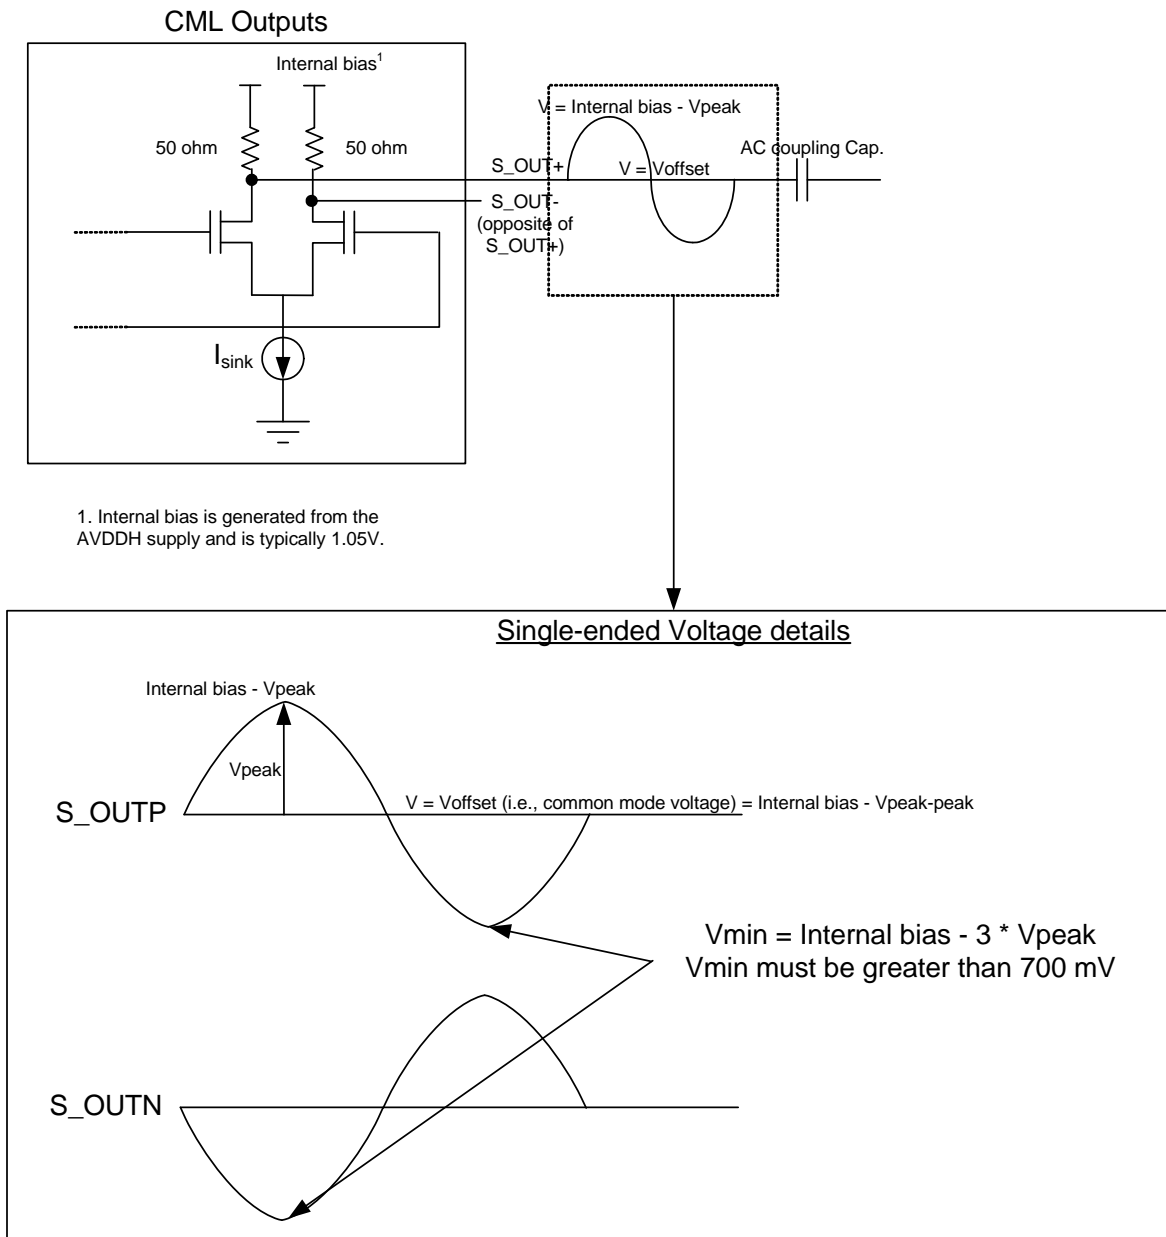 CML Outputs
Internal bias1
50 ohm
50 ohm
V = Internal bias - Vpeak
AC coupling Cap.
S_OUT+
V = Voffset
S_OUT-
(opposite of
S_OUT+)
Isink
1. Internal bias is generated from the
AVDDH supply and is typically 1.05V.
Single-ended Voltage details
Internal bias - Vpeak
Vpeak
S_OUTP
V = Voffset (i.e., common mode voltage) = Internal bias - Vpeak-peak
Vmin = Internal bias - 3 * Vpeak
Vmin must be greater than 700 mV
S_OUTN